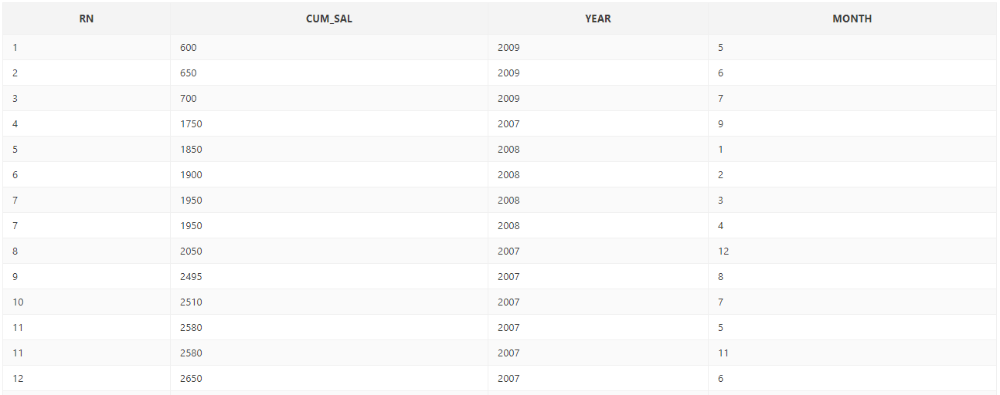 RN CUM_SAL YEAR MONTH
1 600 2009 5
2 650 2009 6
3 700 2009 7
4 1750 2007 9
5 1850 2008 1
6 1900 2008 2
7 1950 2008 3
7 1950 2008 4
8 2050 2007 12
9 2495 2007 8
10 2510 2007 7
11 2580 2007 5
11 2580 2007 11
12 2650 2007 6